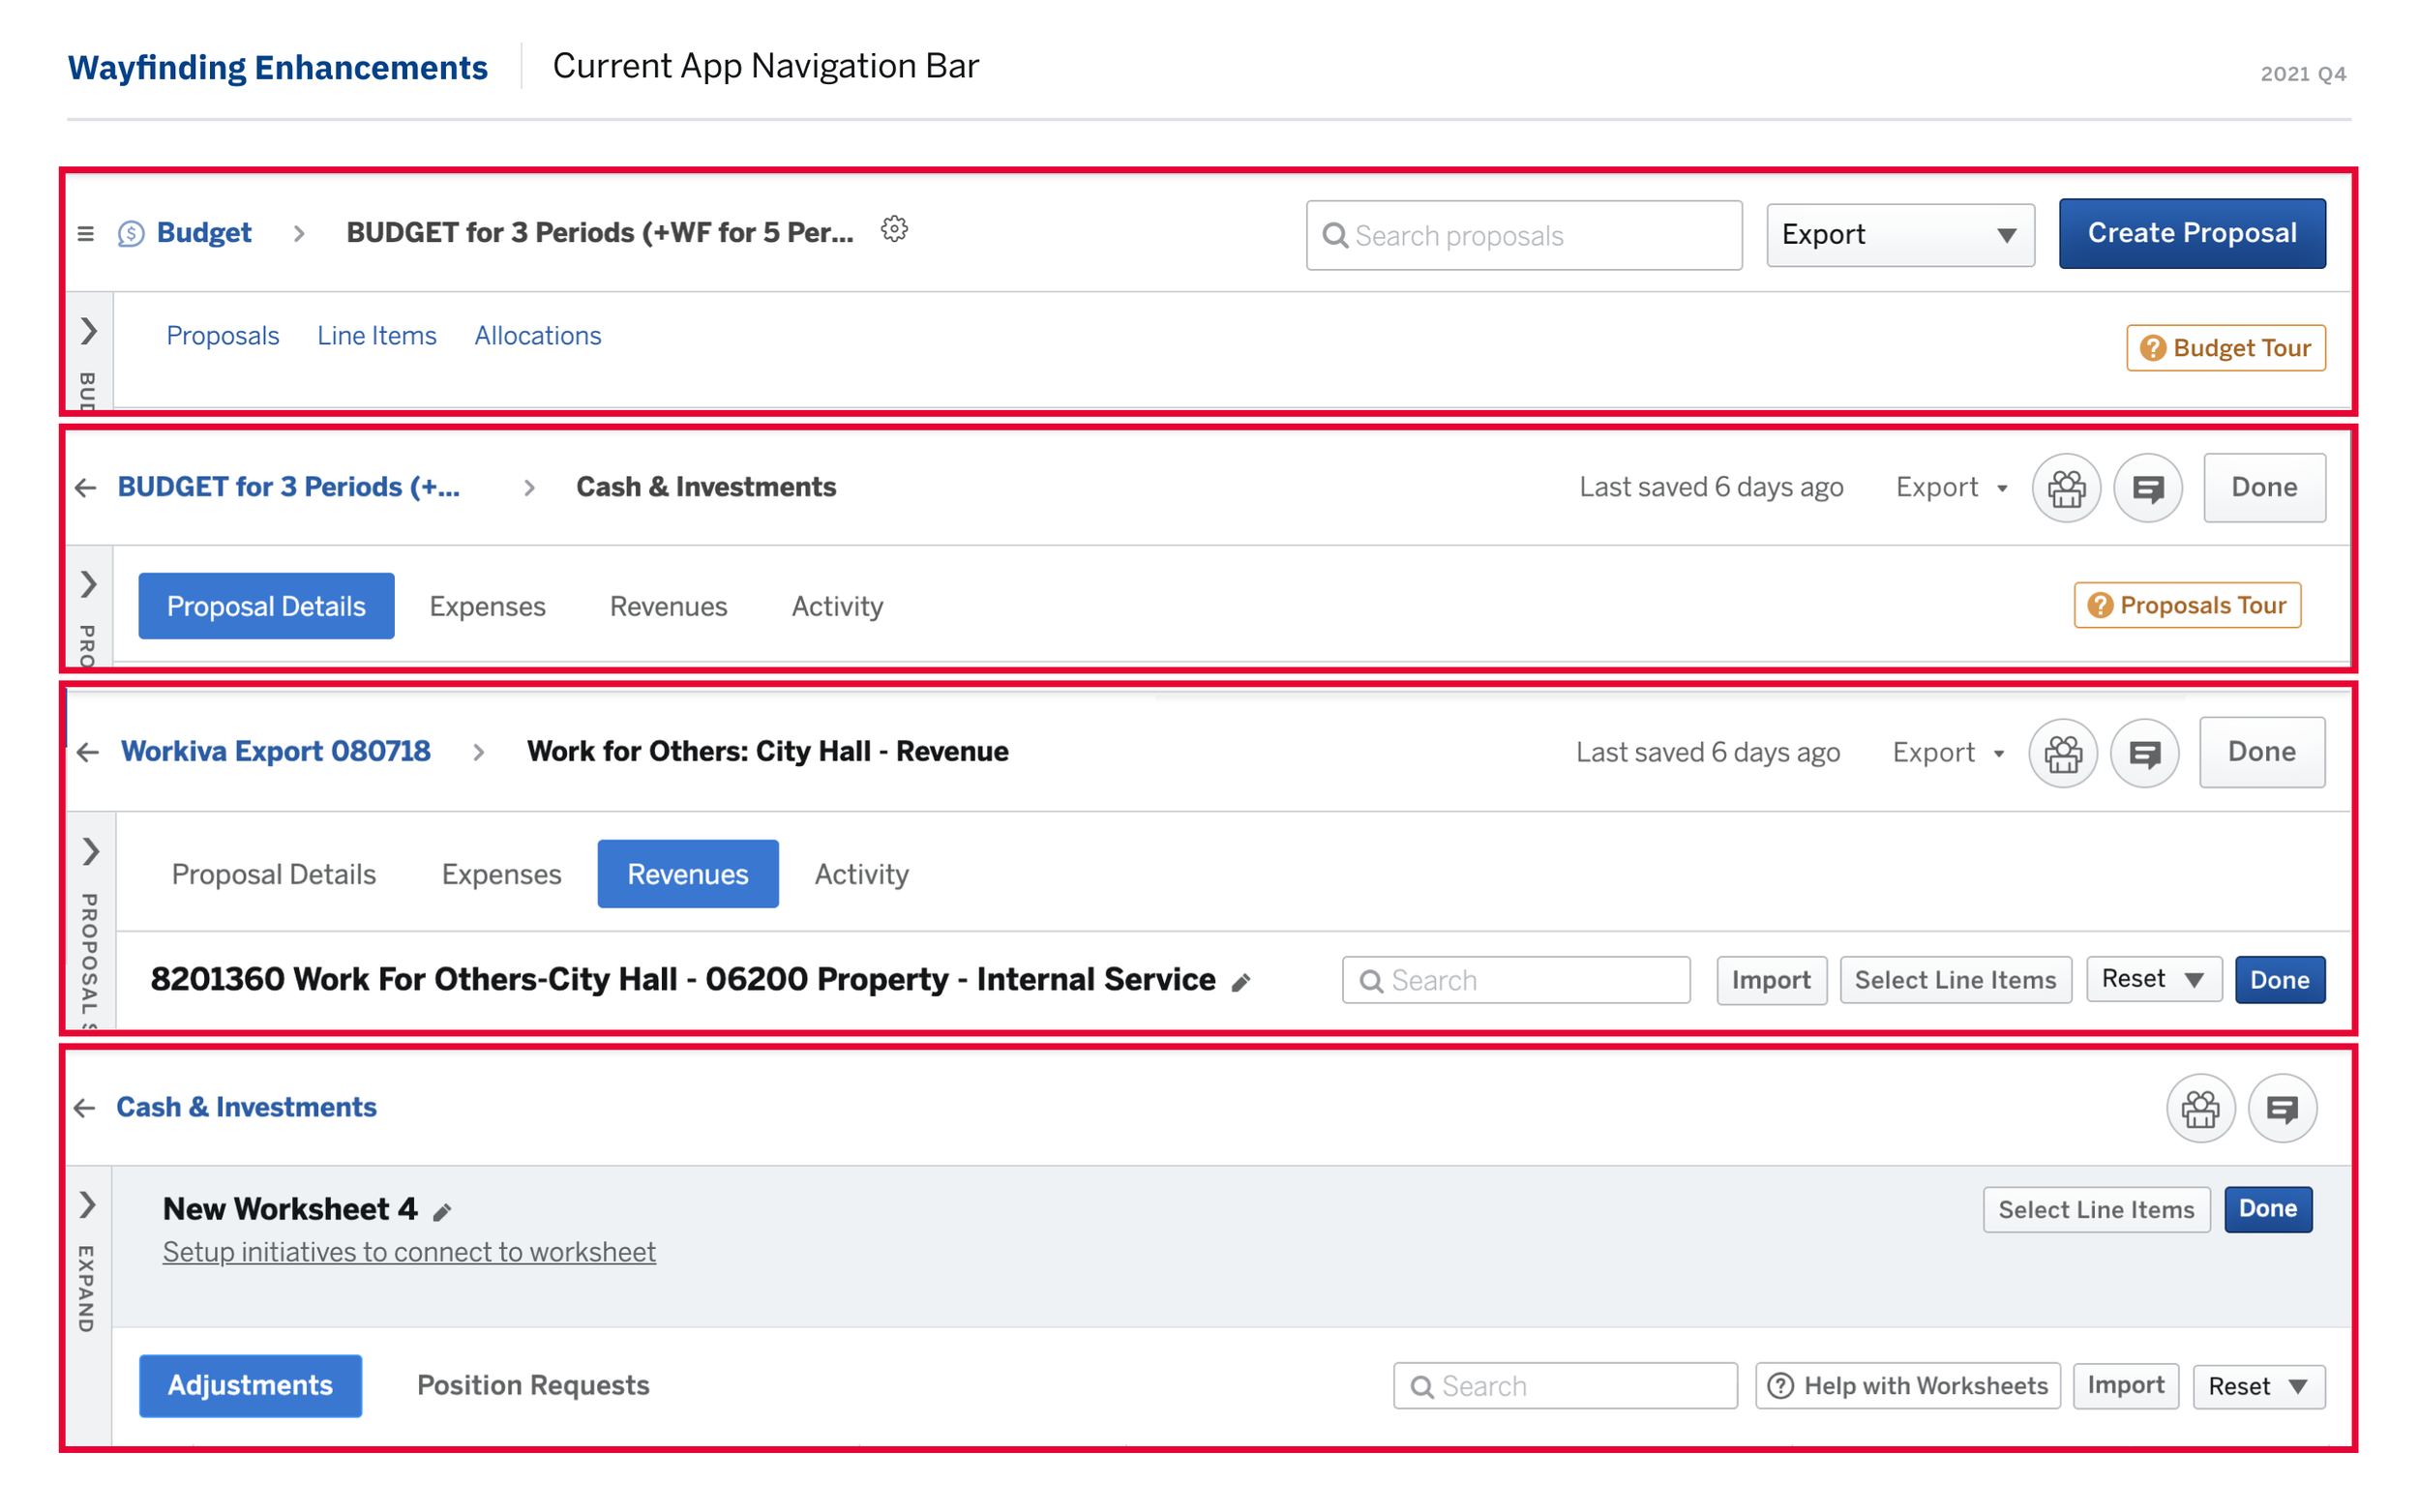 Wayfinding Enhancements Current App Navigation Bar 2021 Q4
Budget > BUDGET for 3 Periods (+WF for 5 Per... Search proposals Export Create Proposal
Proposals Line Items Allocations Budget Tour
BUD
BUDGET for 3 Periods (+... > Cash & Investments Last saved 6 days ago Export Done
Proposal Details Expenses Revenues Activity Proposals Tour
PRO
Workiva Export 080718 > Work for Others: City Hall - Revenue Last saved 6 days ago Export Done
Proposal Details Expenses Revenues Activity
PROPOSAL S
8201360 Work For Others-City Hall - 06200 Property - Internal Service Search Import Select Line Items Reset Done
Cash & Investments
New Worksheet 4 Select Line Items Done
Setup initiatives to connect to worksheet
EXPAND
Adjustments Position Requests Search Help with Worksheets Import Reset